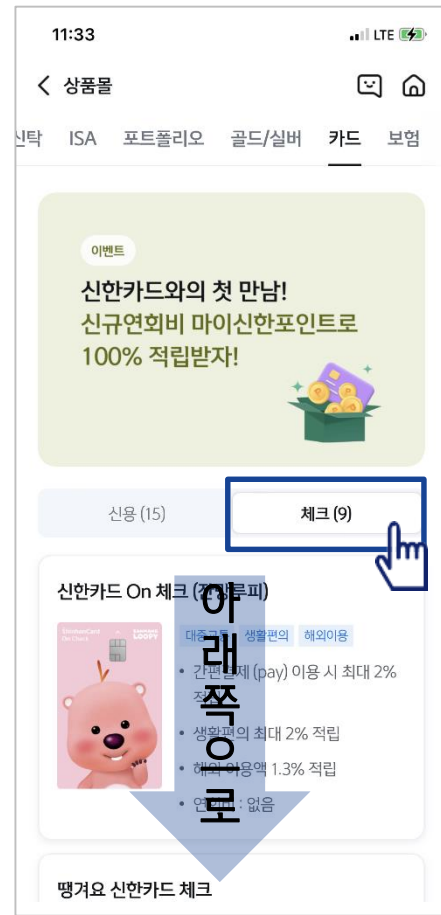 11:33
LTE
상품몰
신탁 ISA 포트폴리오 골드/실버 카드 보험
이벤트
신한카드와의 첫 만남!
신규연회비 마이신한포인트로
100% 적립받자!
신용 (15) 체크 (9)
신한카드 On 체크 (잔망루피)
대중교통 생활편의 해외이용
• 간편결제 (pay) 이용 시 최대 2%
적립
• 생활편의 최대 2% 적립
• 해외 이용액 1.3% 적립
• 연회비 : 없음
아래쪽으로
땡겨요 신한카드 체크